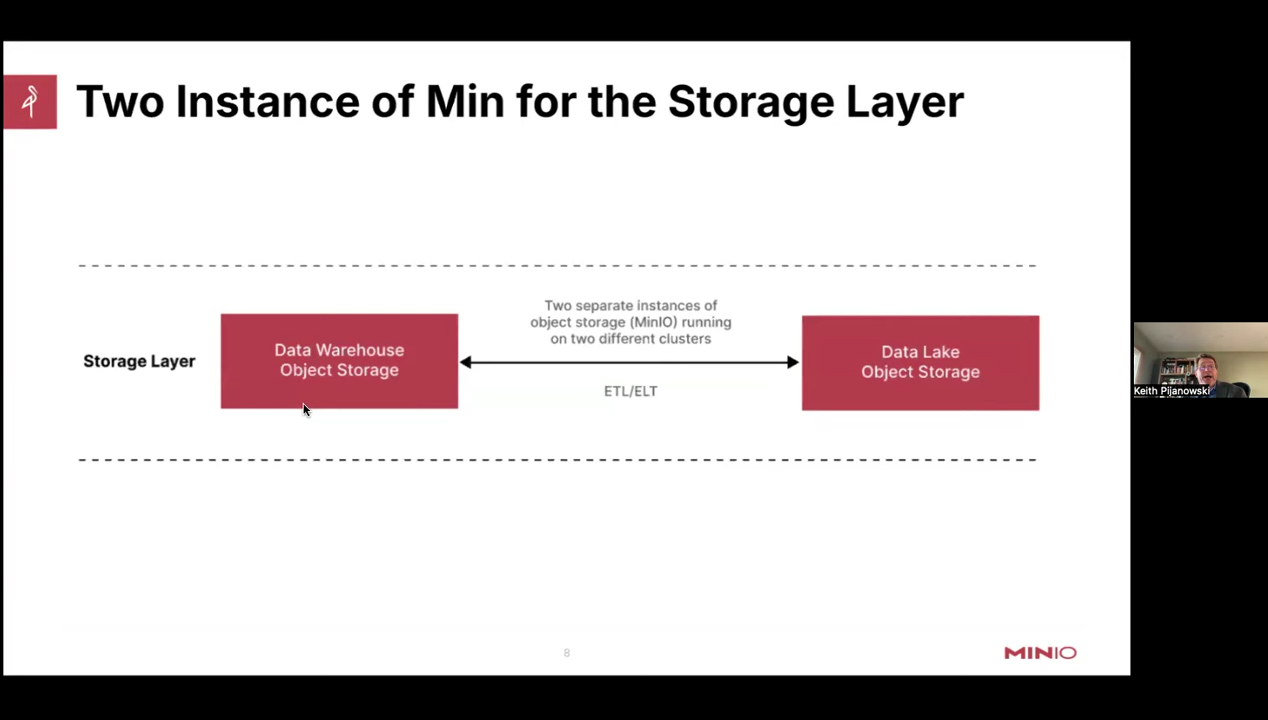 Two Instance of Min for the Storage Layer
Two separate instances of
object storage (MinIO) running
on two different clusters
Storage Layer
Data Warehouse
Object Storage
ETL/ELT
Data Lake
Object Storage
Keith Pijanowski
8
MINIO